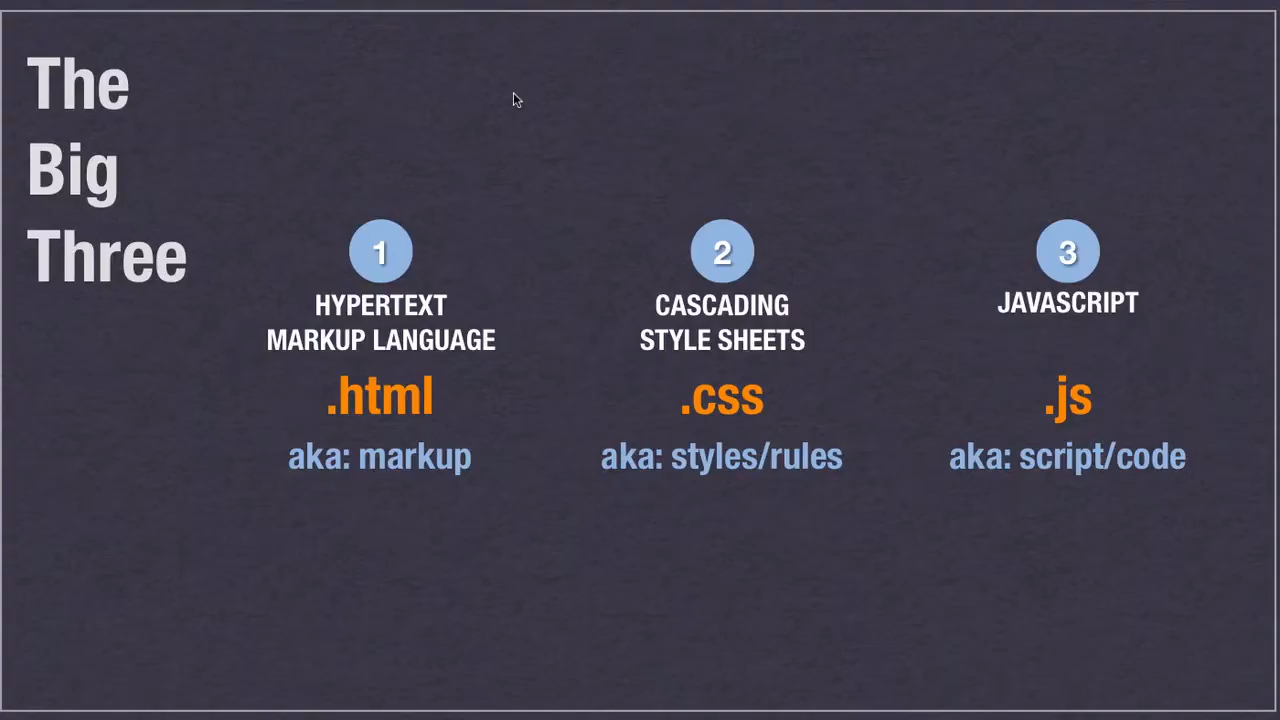 The
Big
Three
1
HYPERTEXT
MARKUP LANGUAGE
.html
aka: markup
2
CASCADING
STYLE SHEETS
.css
aka: styles/rules
3
JAVASCRIPT
.js
aka: script/code